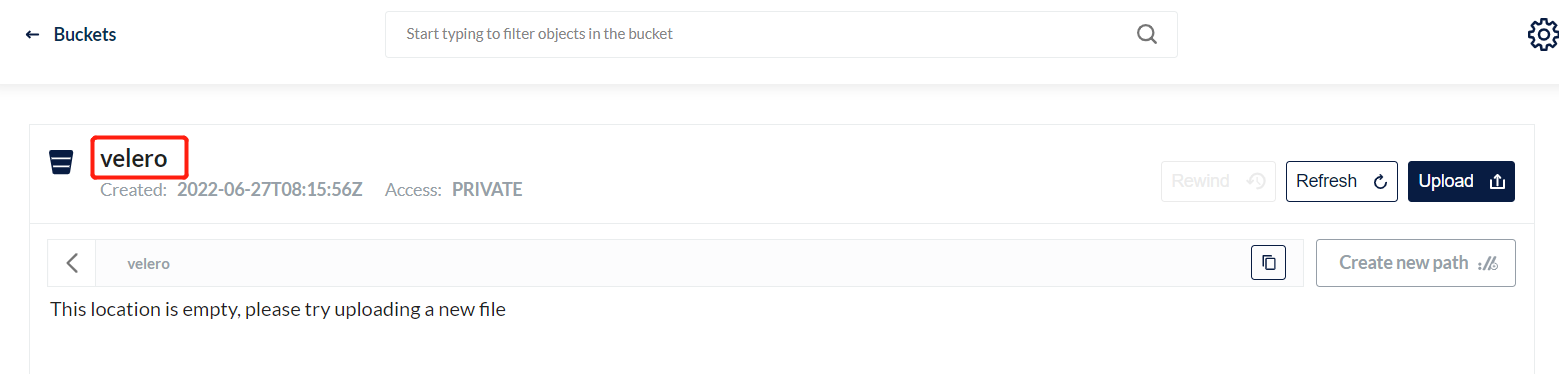 Buckets
Start typing to filter objects in the bucket
velero
Created: 2022-06-27T08:15:56Z Access: PRIVATE
Rewind
Refresh
Upload
velero
Create new path
This location is empty, please try uploading a new file